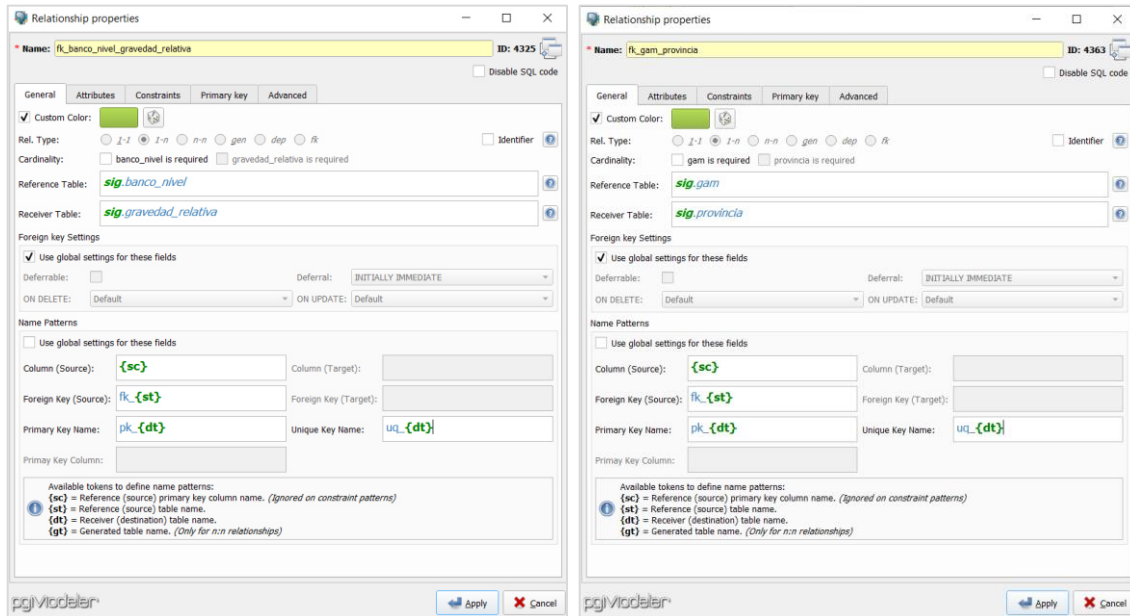 Relationship properties
* Name: fk_banco_nivel_gravedad_relativa ID: 4325
Disable SQL code
General Attributes Constraints Primary key Advanced
Custom Color:
Rel. Type: 1-1 1-n n-n gen dep fk Identifier
Cardinality: banco_nivel is required gravedad_relativa is required
Reference Table: sig.banco_nivel
Receiver Table: sig.gravedad_relativa
Foreign key Settings
Use global settings for these fields
Deferrable: Deferral: INITIALLY IMMEDIATE
ON DELETE: Default ON UPDATE: Default
Name Patterns
Use global settings for these fields
Column (Source): {sc} Column (Target):
Foreign Key (Source): fk_{st} Foreign Key (Target):
Primary Key Name: pk_{dt} Unique Key Name: uq_{dt}
Primay Key Column:
Available tokens to define name patterns:
{sc} = Reference (source) primary key column name. (Ignored on constraint patterns)
{st} = Reference (source) table name.
{dt} = Receiver (destination) table name.
{gt} = Generated table name. (Only for n:n relationships)
pgModeler Apply Cancel
Relationship properties
* Name: fk_gam_provincia ID: 4363
Disable SQL code
General Attributes Constraints Primary key Advanced
Custom Color:
Rel. Type: 1-1 1-n n-n gen dep fk Identifier
Cardinality: gam is required provincia is required
Reference Table: sig.gam
Receiver Table: sig.provincia
Foreign key Settings
Use global settings for these fields
Deferrable: Deferral: INITIALLY IMMEDIATE
ON DELETE: Default ON UPDATE: Default
Name Patterns
Use global settings for these fields
Column (Source): {sc} Column (Target):
Foreign Key (Source): fk_{st} Foreign Key (Target):
Primary Key Name: pk_{dt} Unique Key Name: uq_{dt}
Primay Key Column:
Available tokens to define name patterns:
{sc} = Reference (source) primary key column name. (Ignored on constraint patterns)
{st} = Reference (source) table name.
{dt} = Receiver (destination) table name.
{gt} = Generated table name. (Only for n:n relationships)
pgModeler Apply Cancel